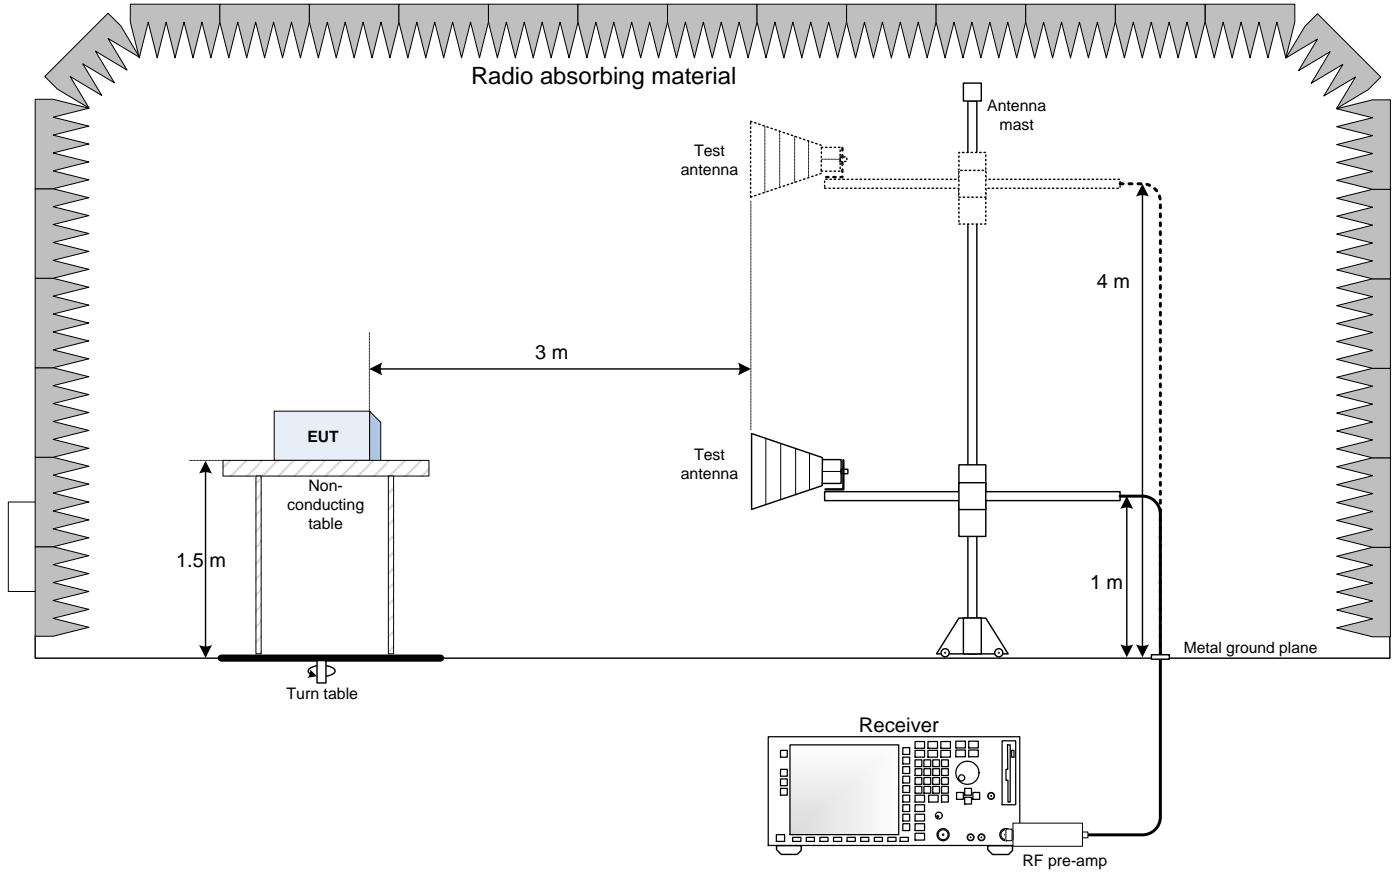 Radio absorbing material
Antenna
mast
Test
antenna
4 m
3 m
EUT
Test
antenna
Non-
conducting
table
1.5 m
1 m
Metal ground plane
Turn table
Receiver
RF pre-amp